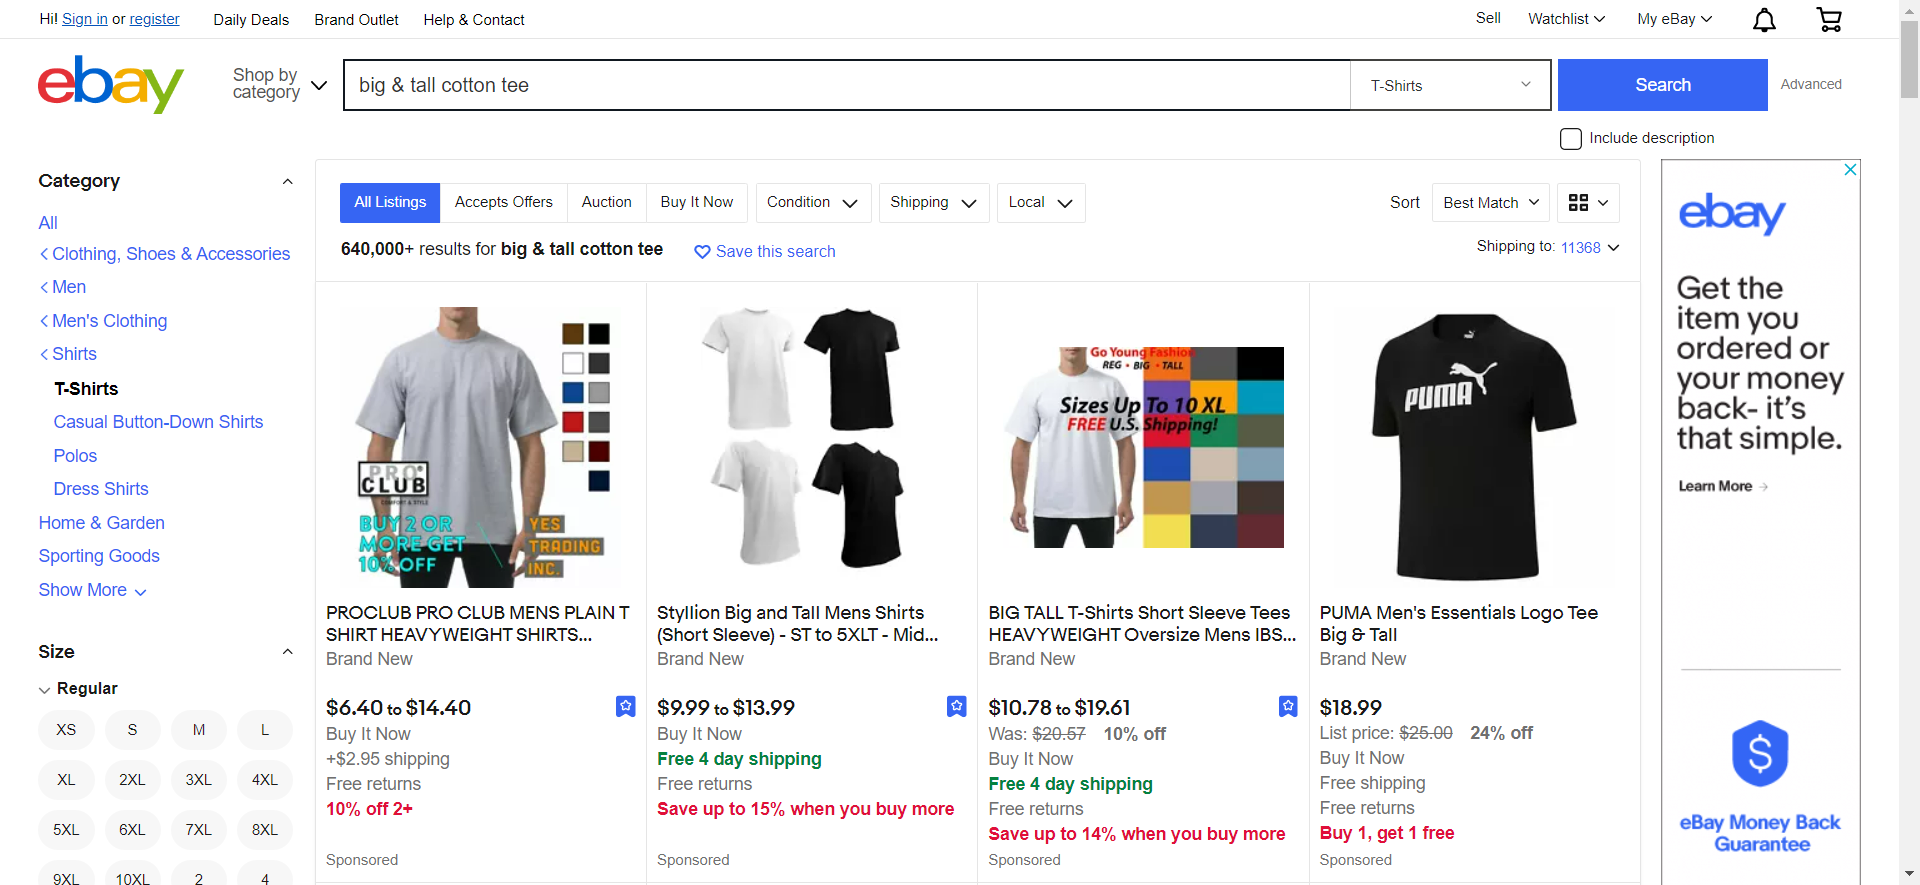 Hi! Sign in or register
Daily Deals
Brand Outlet
Help & Contact
Sell
Watchlist
My eBay
ebay
Shop by
category
big & tall cotton tee
T-Shirts
Search
Advanced
Include description
Category
All
Clothing, Shoes & Accessories
Men
Men's Clothing
Shirts
T-Shirts
Casual Button-Down Shirts
Polos
Dress Shirts
Home & Garden
Sporting Goods
Show More
Size
Regular
XS
S
M
L
XL
2XL
3XL
4XL
5XL
6XL
7XL
8XL
9XL
10XL
2
4
All Listings
Accepts Offers
Auction
Buy It Now
Condition
Shipping
Local
Sort
Best Match
640,000+ results for big & tall cotton tee
Save this search
Shipping to: 11368
PRO
CLUB
COMFORT & STYLE
BUY 2 OR
MORE GET
10% OFF
YES
TRADING
INC.
PROCLUB PRO CLUB MENS PLAIN T
SHIRT HEAVYWEIGHT SHIRTS...
Brand New
$6.40 to $14.40
Buy It Now
+$2.95 shipping
Free returns
10% off 2+
Sponsored
Styllion Big and Tall Mens Shirts
(Short Sleeve) - ST to 5XLT - Mid...
Brand New
$9.99 to $13.99
Buy It Now
Free 4 day shipping
Free returns
Save up to 15% when you buy more
Sponsored
Go Young Fashion
REG • BIG • TALL
Sizes Up To 10 XL
FREE U.S. Shipping!
BIG TALL T-Shirts Short Sleeve Tees
HEAVYWEIGHT Oversize Mens IBS...
Brand New
$10.78 to $19.61
Was: $20.57 10% off
Buy It Now
Free 4 day shipping
Free returns
Save up to 14% when you buy more
Sponsored
PUMA
PUMA Men's Essentials Logo Tee
Big & Tall
Brand New
$18.99
List price: $25.00 24% off
Buy It Now
Free shipping
Free returns
Buy 1, get 1 free
Sponsored
ebay
Get the
item you
ordered or
your money
back- it's
that simple.
Learn More →
$
eBay Money Back
Guarantee